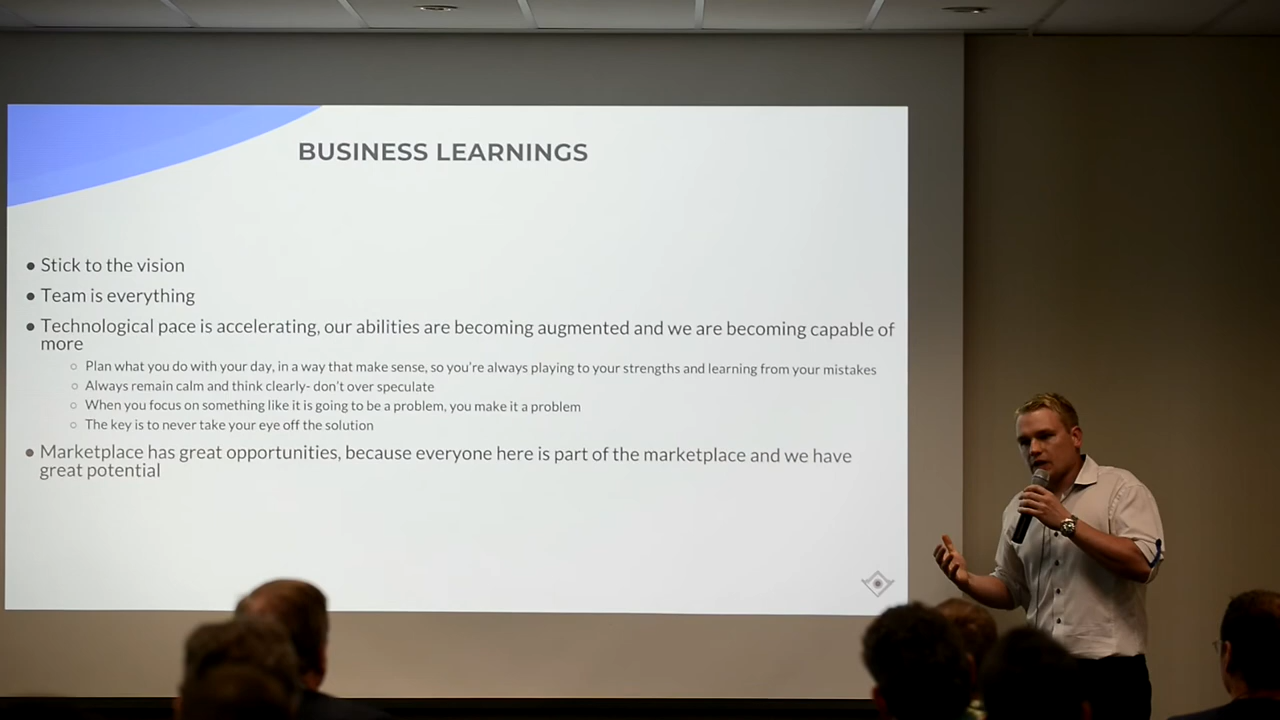 BUSINESS LEARNINGS
● Stick to the vision
● Team is everything
● Technological pace is accelerating, our abilities are becoming augmented and we are becoming capable of
more
○ Plan what you do with your day, in a way that make sense, so you're always playing to your strengths and learning from your mistakes
○ Always remain calm and think clearly- don't over speculate
○ When you focus on something like it is going to be a problem, you make it a problem
○ The key is to never take your eye off the solution
● Marketplace has great opportunities, because everyone here is part of the marketplace and we have
great potential